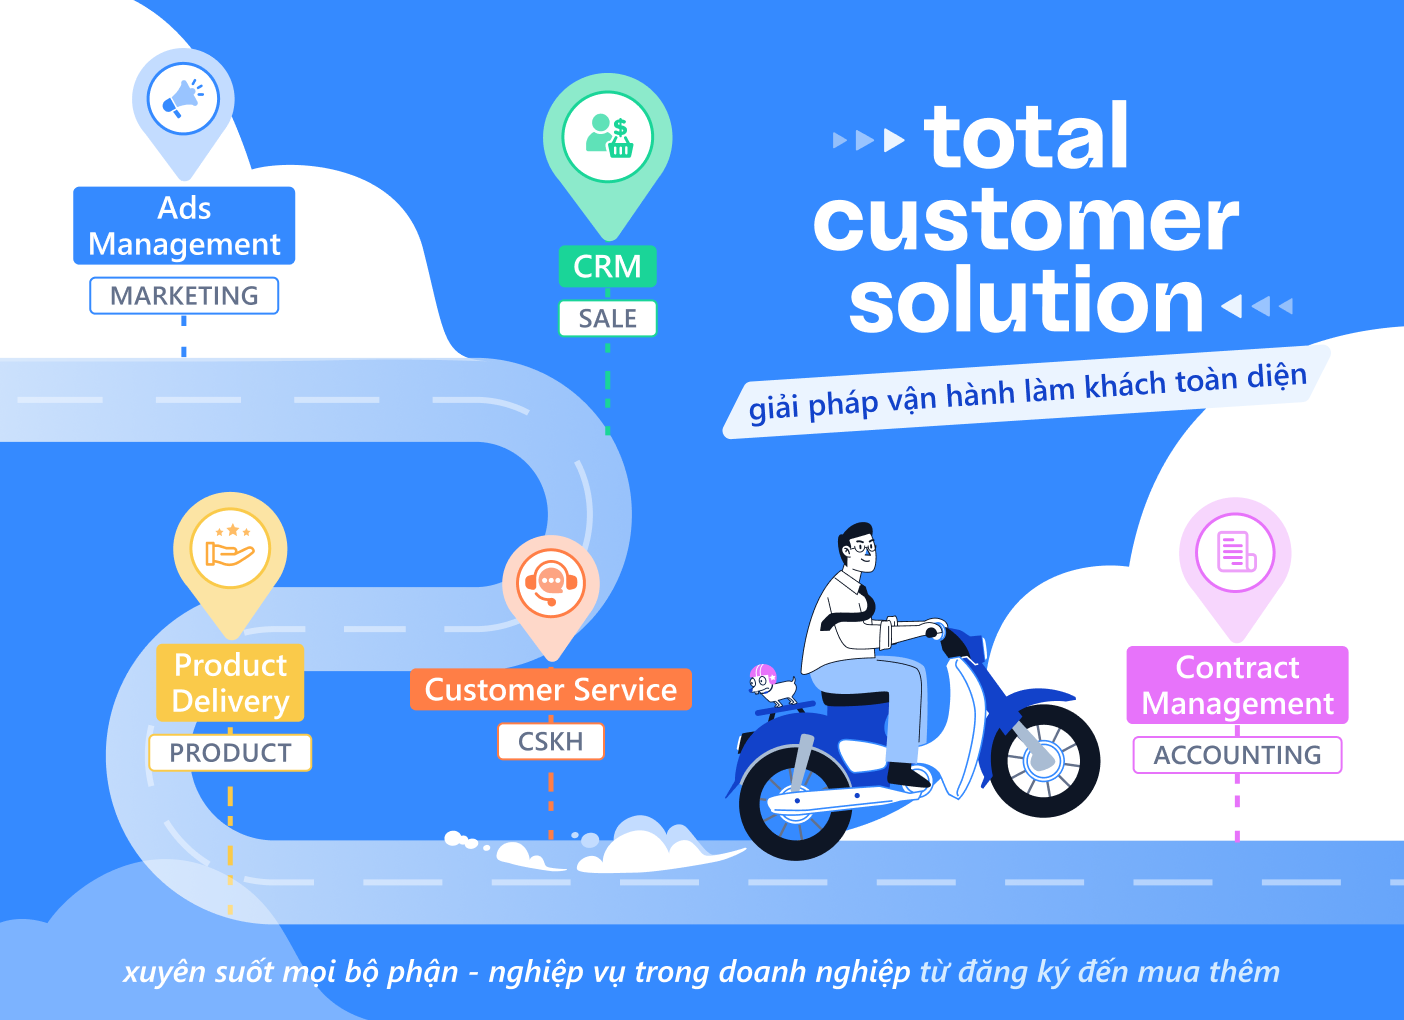 total
customer
solution
giải pháp vận hành làm khách toàn diện
Ads
Management
MARKETING
CRM
SALE
Product
Delivery
PRODUCT
Customer Service
CSKH
Contract
Management
ACCOUNTING
xuyên suốt mọi bộ phận - nghiệp vụ trong doanh nghiệp từ đăng ký đến mua thêm